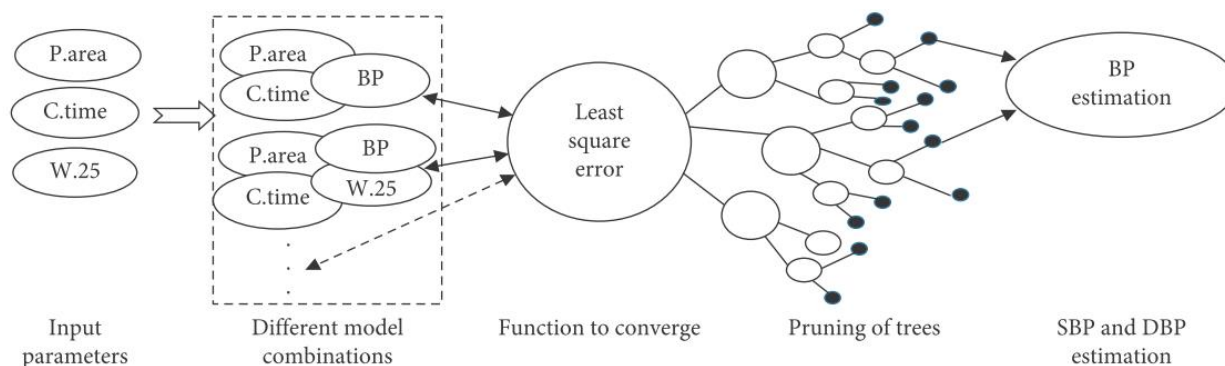 P.area
C.time
W.25
P.area
BP
C.time
P.area
BP
C.time
W.25
.
.
.
Least
square
error
BP
estimation
Input
parameters
Different model
combinations
Function to converge
Pruning of trees
SBP and DBP
estimation